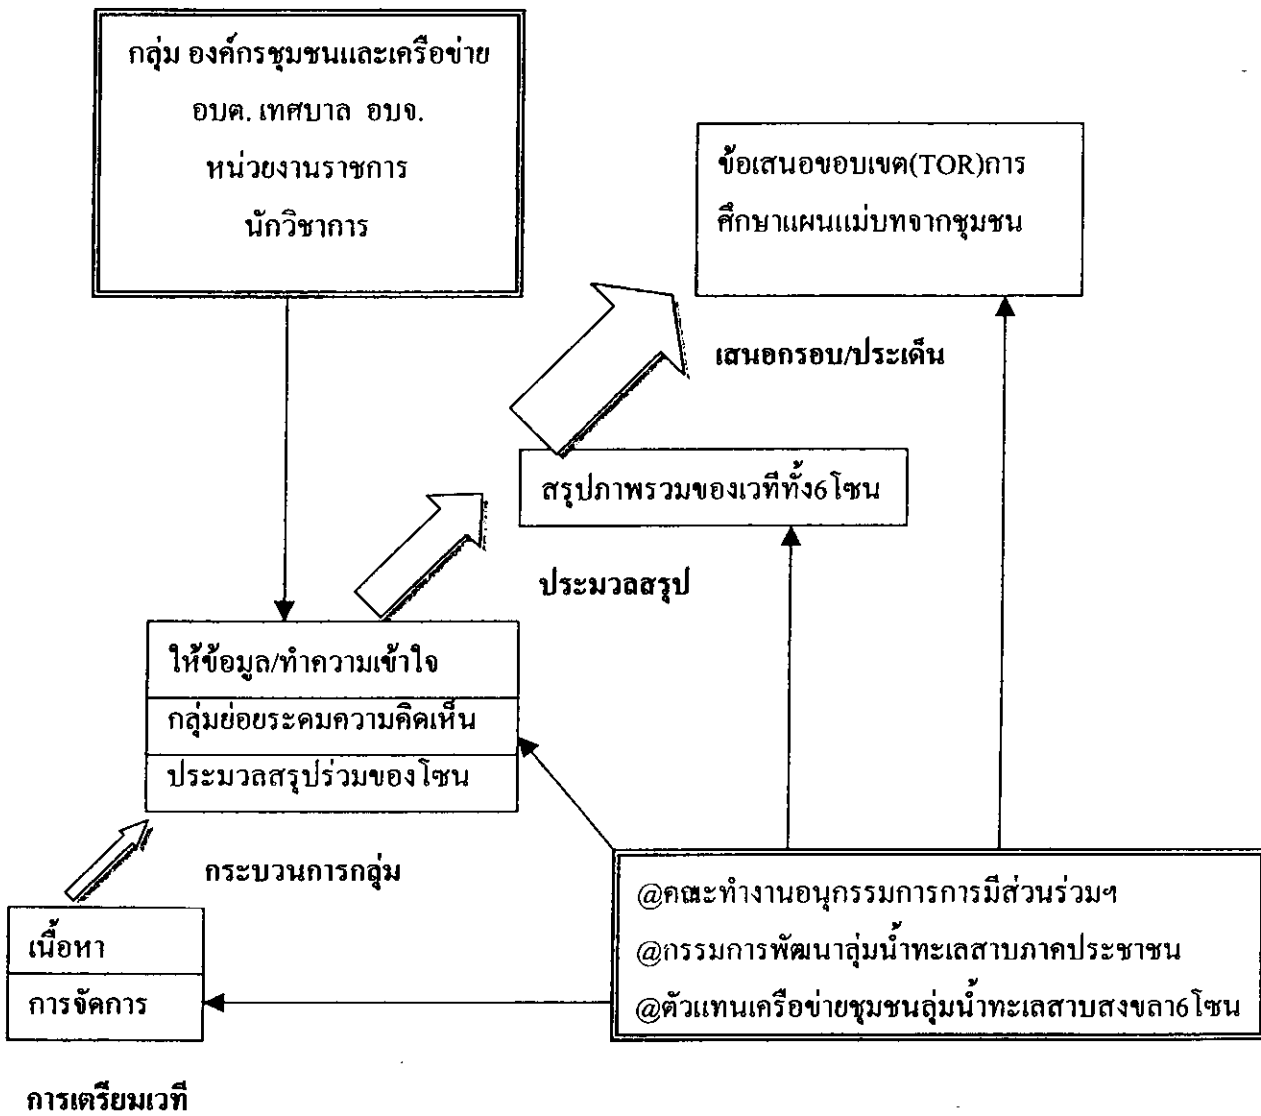 กลุ่ม องค์กรชุมชนและเครือข่าย
อบต. เทศบาล อบจ.
หน่วยงานราชการ
นักวิชาการ
ข้อเสนอขอบเขต(TOR)การ
ศึกษาแผนแม่บทจากชุมชน
เสนอกรอบ/ประเด็น
สรุปภาพรวมของเวทีทั้ง6โซน
ประมวลสรุป
ให้ข้อมูล/ทำความเข้าใจ
กลุ่มย่อยระดมความคิดเห็น
ประมวลสรุปร่วมของโซน
กระบวนการกลุ่ม
@คณะทำงานอนุกรรมการการมีส่วนร่วมฯ
@กรรมการพัฒนาลุ่มน้ำทะเลสาบภาคประชาชน
@ตัวแทนเครือข่ายชุมชนลุ่มน้ำทะเลสาบสงขลา6โซน
เนื้อหา
การจัดการ
การเตรียมเวที